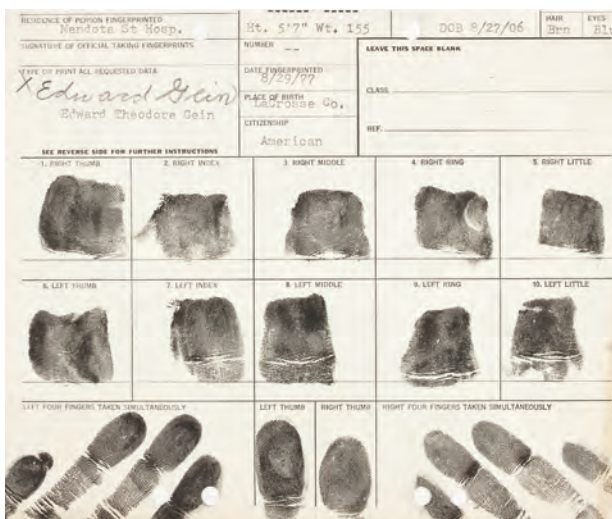 RESIDENCE OF PERSON FINGERPRINTED
Mendota St Hosp.
Ht. 5'7" Wt. 155
DOB 8/27/06
HAIR
Brn
EYES
Blu
SIGNATURE OF OFFICIAL TAKING FINGERPRINTS
NUMBER --
LEAVE THIS SPACE BLANK
TYPE OR PRINT ALL REQUESTED DATA
DATE FINGERPRINTED
8/29/77
X Edward Gein
Edward Theodore Gein
PLACE OF BIRTH
LaCrosse Co.
CLASS.
CITIZENSHIP
American
REF.
SEE REVERSE SIDE FOR FURTHER INSTRUCTIONS
1. RIGHT THUMB
2. RIGHT INDEX
3. RIGHT MIDDLE
4. RIGHT RING
5. RIGHT LITTLE
6. LEFT THUMB
7. LEFT INDEX
8. LEFT MIDDLE
9. LEFT RING
10. LEFT LITTLE
LEFT FOUR FINGERS TAKEN SIMULTANEOUSLY
LEFT THUMB
RIGHT THUMB
RIGHT FOUR FINGERS TAKEN SIMULTANEOUSLY